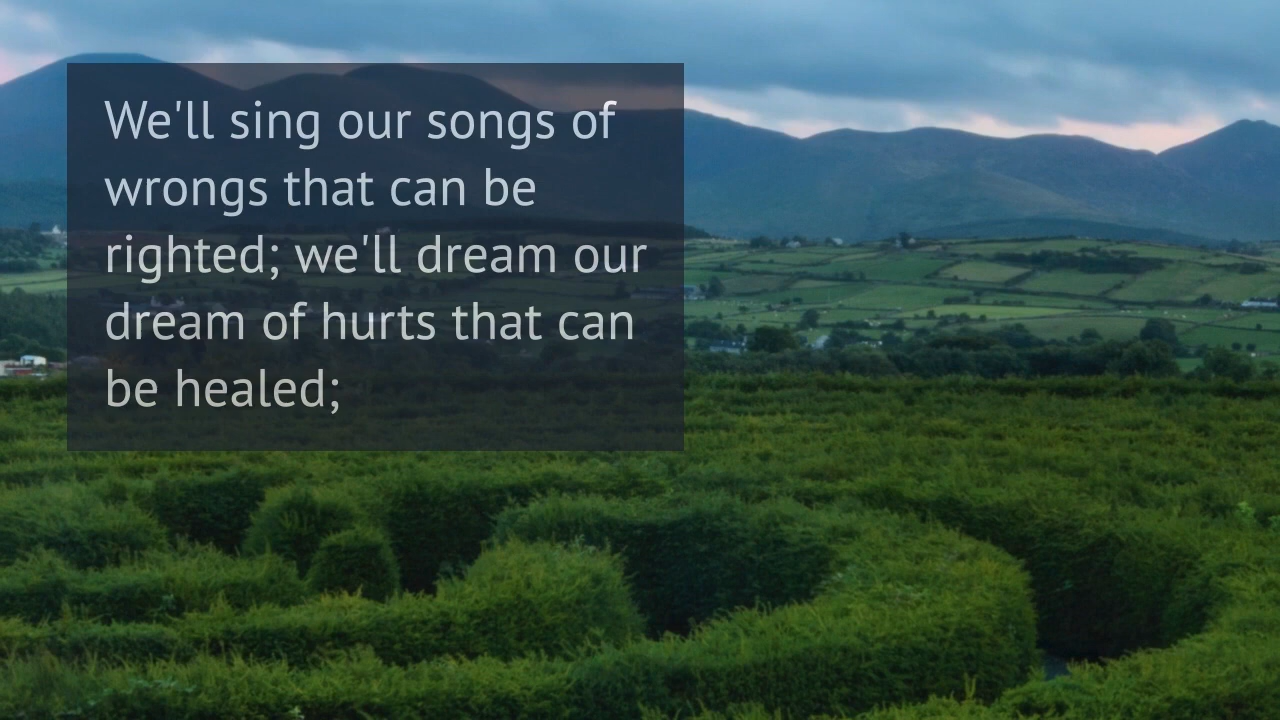 We'll sing our songs of
wrongs that can be
righted; we'll dream our
dream of hurts that can
be healed;